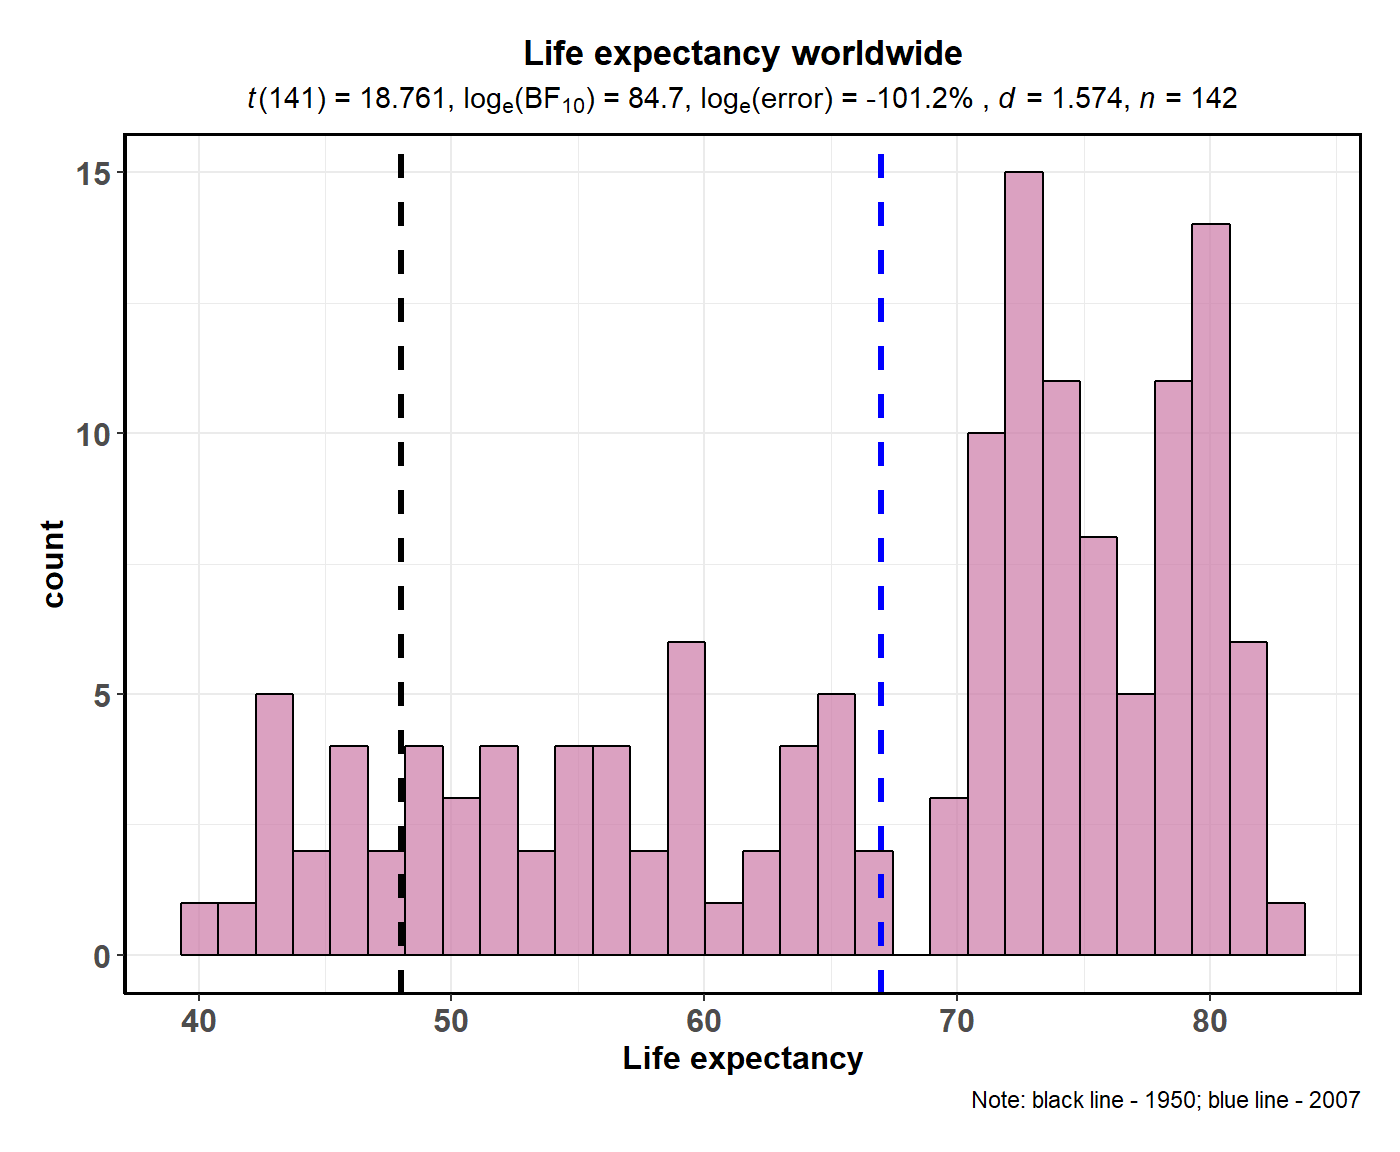 Life expectancy worldwide
t(141) = 18.761, logₑ(BF₁₀) = 84.7, logₑ(error) = -101.2% , d = 1.574, n = 142
15
10
5
0
count
40 50 60 70 80
Life expectancy
Note: black line - 1950; blue line - 2007